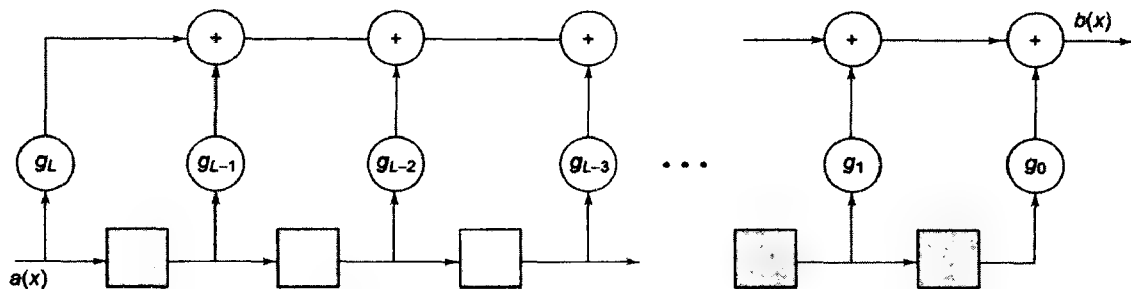 + + + + + b(x)
g_L g_{L-1} g_{L-2} g_{L-3} ... g_1 g_0
a(x)